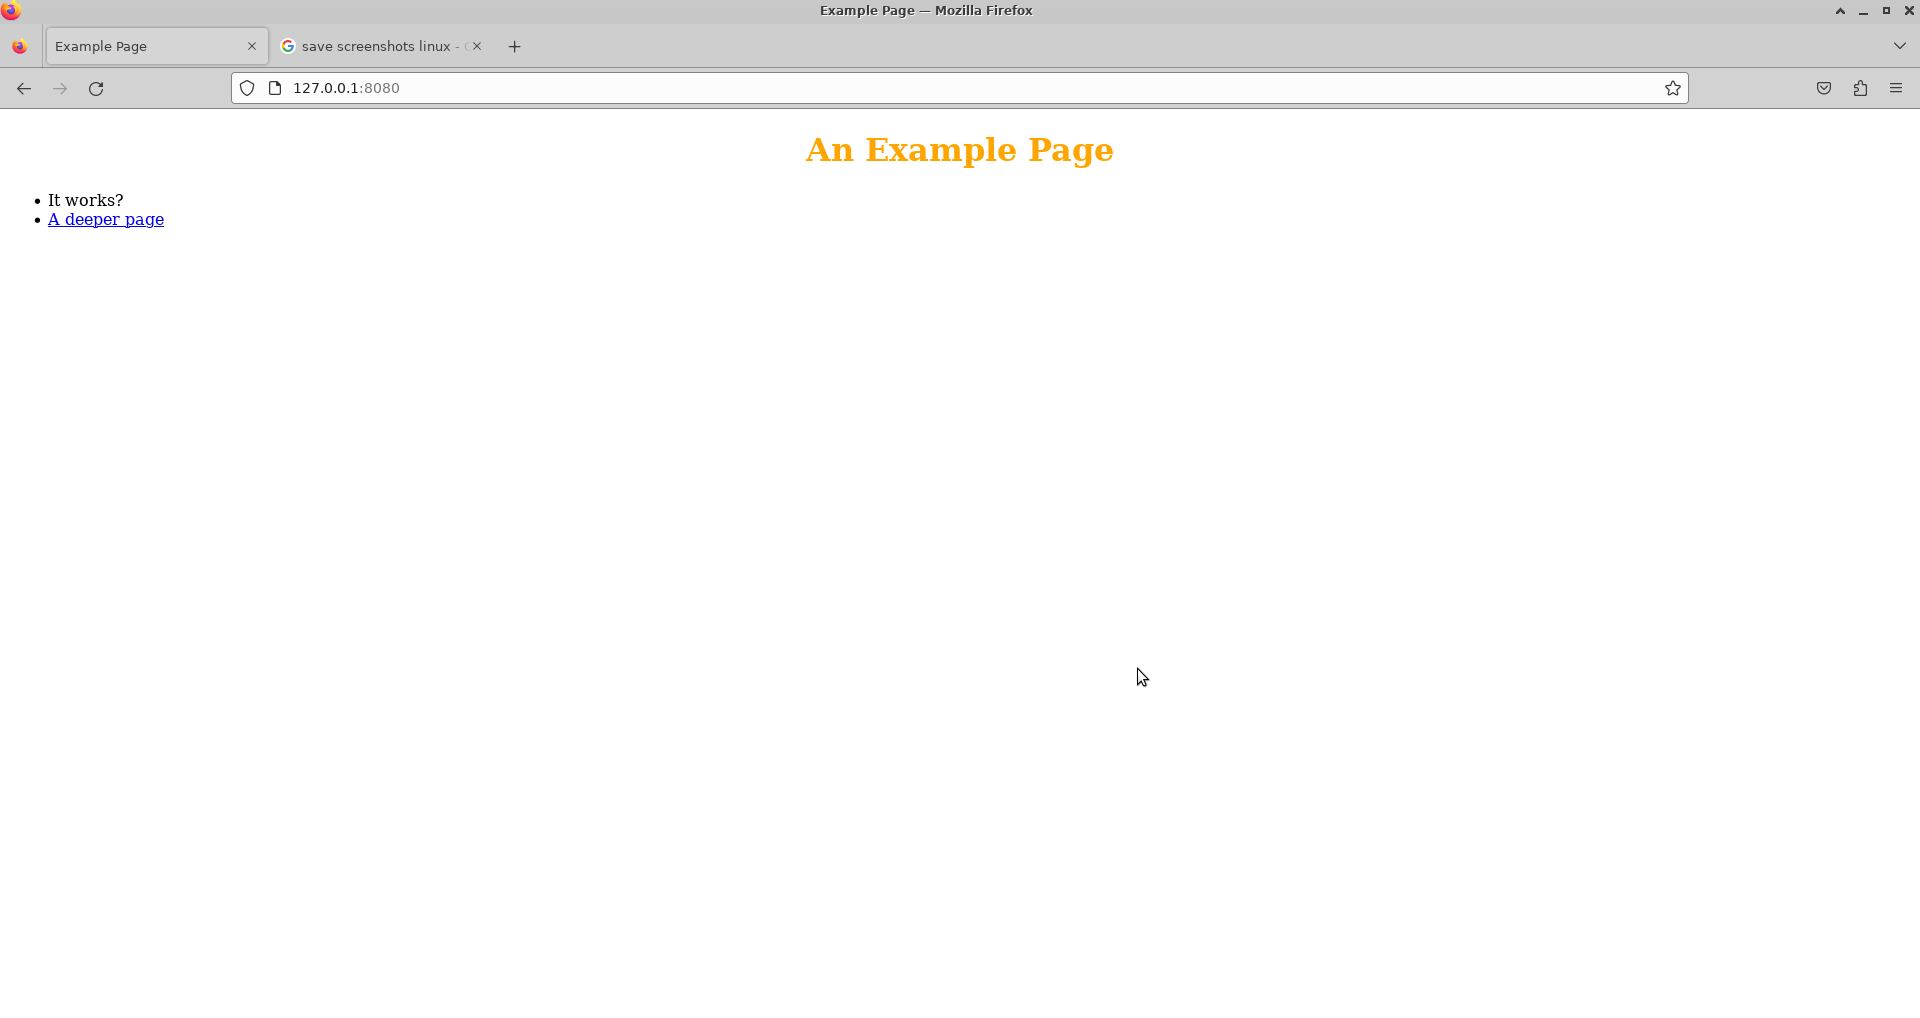 Example Page — Mozilla Firefox
Example Page
save screenshots linux -
127.0.0.1:8080
An Example Page
• It works?
• A deeper page